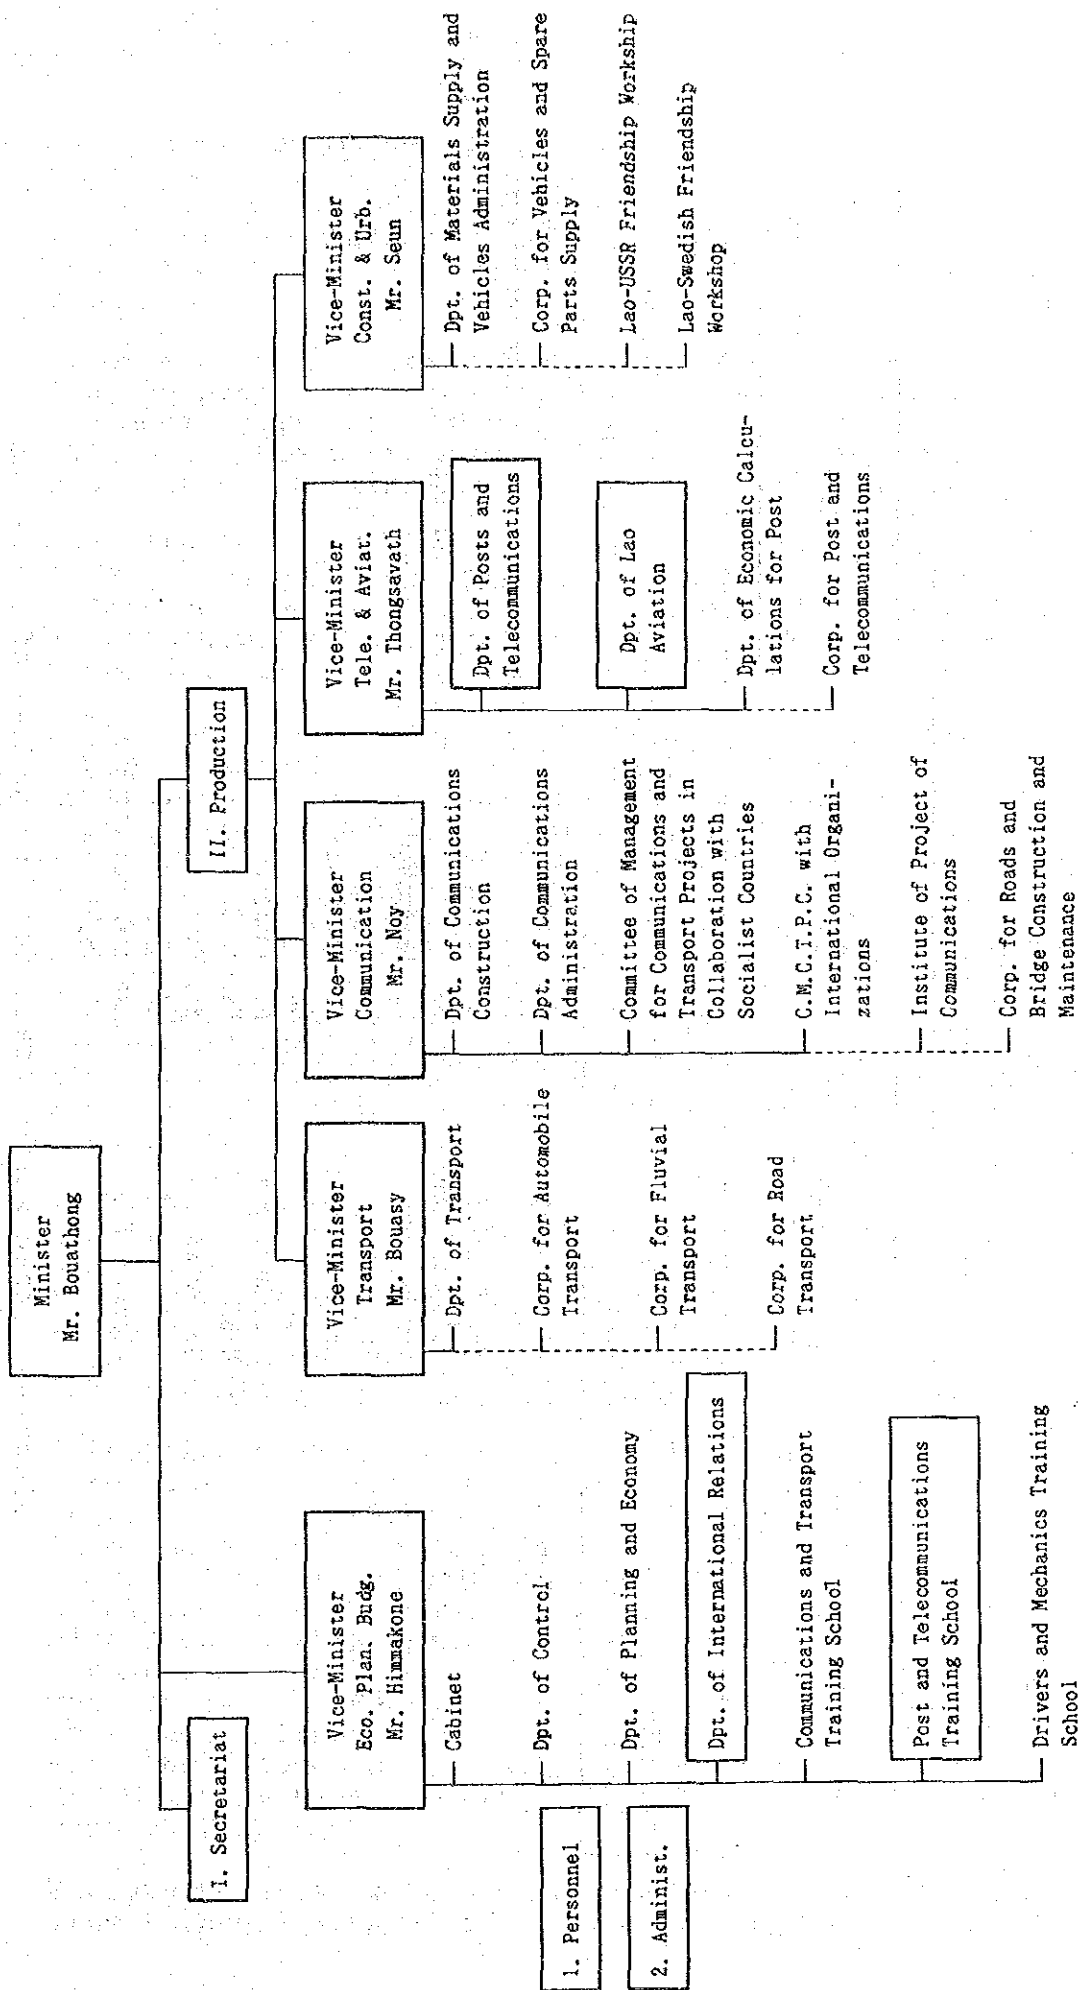 Minister
Mr. Bouathong
I. Secretariat
II. Production
Vice-Minister
Eco. Plan. Budg.
Mr. Himmakone
Cabinet
Dpt. of Control
Dpt. of Planning and Economy
Dpt. of International Relations
Communications and Transport
Training School
Post and Telecommunications
Training School
Drivers and Mechanics Training
School
1. Personnel
2. Administ.
Vice-Minister
Transport
Mr. Bouasy
Dpt. of Transport
Corp. for Automobile
Transport
Corp. for Fluvial
Transport
Corp. for Road
Transport
Vice-Minister
Communication
Mr. Noy
Dpt. of Communications
Construction
Dpt. of Communications
Administration
Committee of Management
for Communications and
Transport Projects in
Collaboration with
Socialist Countries
C.M.C.T.P.C. with
International Organi-
zations
Institute of Project of
Communications
Corp. for Roads and
Bridge Construction and
Maintenance
Vice-Minister
Tele. & Aviat.
Mr. Thongsavath
Dpt. of Posts and
Telecommunications
Dpt. of Lao
Aviation
Dpt. of Economic Calcu-
lations for Post
Corp. for Post and
Telecommunications
Vice-Minister
Const. & Urb.
Mr. Seun
Dpt. of Materials Supply and
Vehicles Administration
Corp. for Vehicles and Spare
Parts Supply
Lao-USSR Friendship Workship
Lao-Swedish Friendship
Workshop